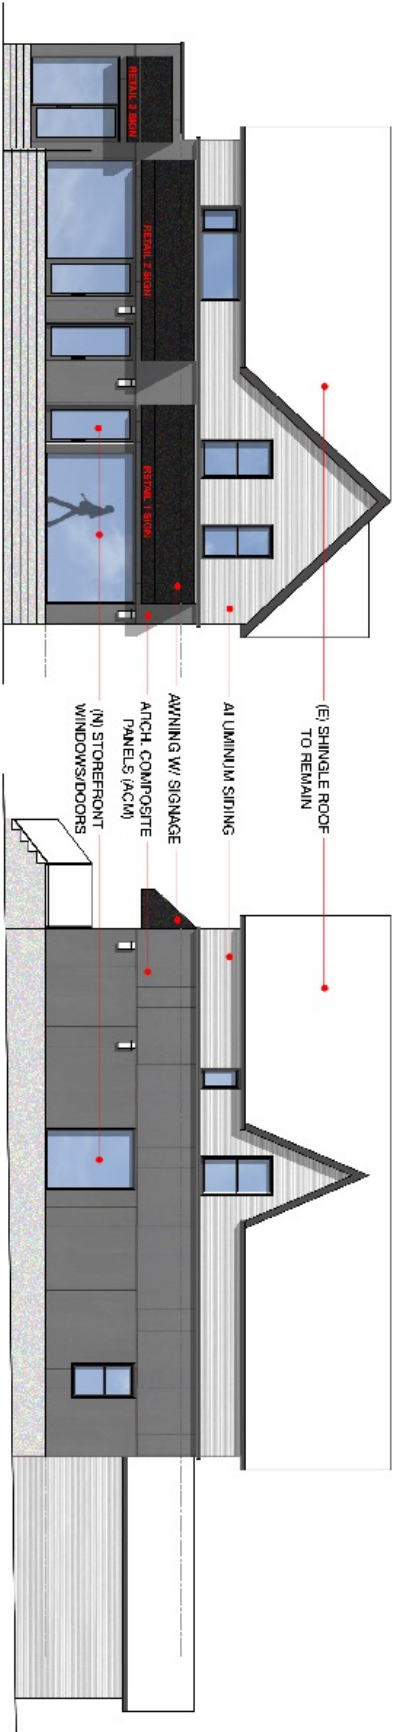 RETAIL 3 SIGN
RETAIL 2 SIGN
RETAIL 1 SIGN
(E) SHINGLE ROOF
TO REMAIN
ALUMINUM SIDING
AWNING W/ SIGNAGE
ARCH. COMPOSITE
PANELS (ACM)
(N) STOREFRONT
WINDOWS/DOORS